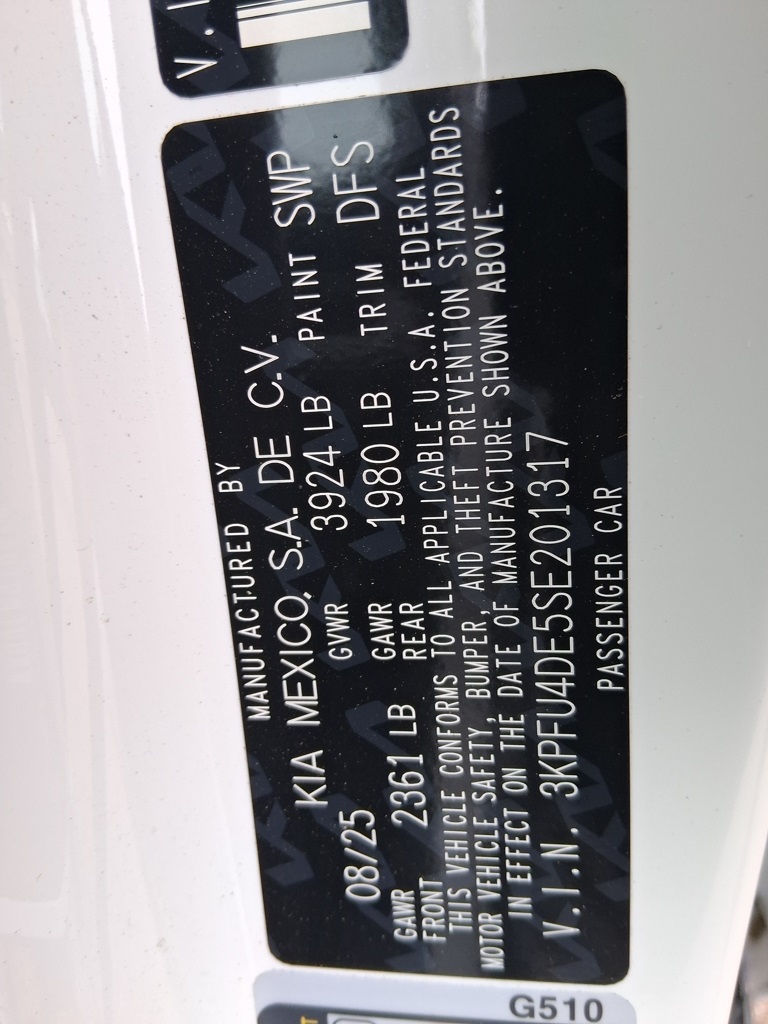 V.I
MANUFACTURED BY
KIA MEXICO, S.A. DE C.V.
08/25 GVWR 3924 LB PAINT SWP
GAWR FRONT 2361 LB GAWR REAR 1980 LB TRIM DFS
THIS VEHICLE CONFORMS TO ALL APPLICABLE U.S.A. FEDERAL
MOTOR VEHICLE SAFETY, BUMPER, AND THEFT PREVENTION STANDARDS
IN EFFECT ON THE DATE OF MANUFACTURE SHOWN ABOVE.
V.I.N. 3KPFU4DE5SE201317
PASSENGER CAR
G510